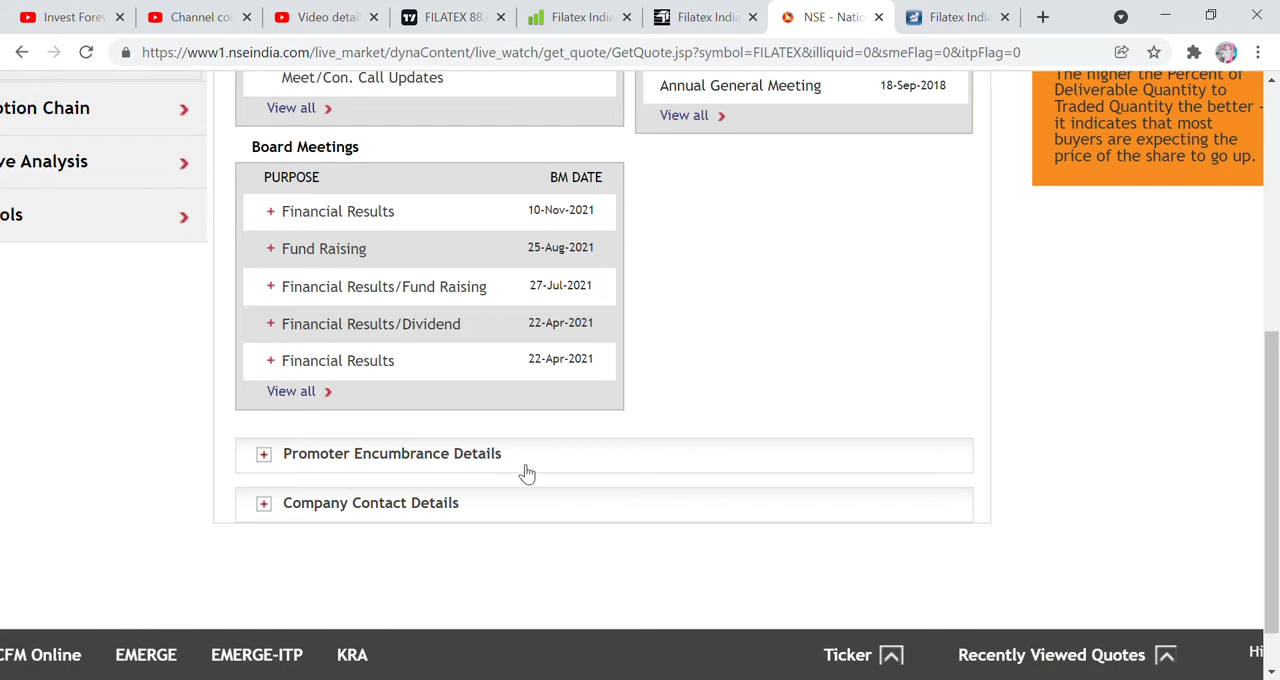 Invest Fore
Channel co
Video detai
FILATEX 88.
Filatex India
Filatex India
NSE - Natio
Filatex India
https://www1.nseindia.com/live_market/dynaContent/live_watch/get_quote/GetQuote.jsp?symbol=FILATEX&illiquid=0&smeFlag=0&itpFlag=0
ption Chain
ve Analysis
ols
Meet/Con. Call Updates
View all
Annual General Meeting 18-Sep-2018
View all
The higher the Percent of
Deliverable Quantity to
Traded Quantity the better -
it indicates that most
buyers are expecting the
price of the share to go up.
Board Meetings
PURPOSE BM DATE
+ Financial Results 10-Nov-2021
+ Fund Raising 25-Aug-2021
+ Financial Results/Fund Raising 27-Jul-2021
+ Financial Results/Dividend 22-Apr-2021
+ Financial Results 22-Apr-2021
View all
+ Promoter Encumbrance Details
+ Company Contact Details
CFM Online EMERGE EMERGE-ITP KRA Ticker Recently Viewed Quotes Hi